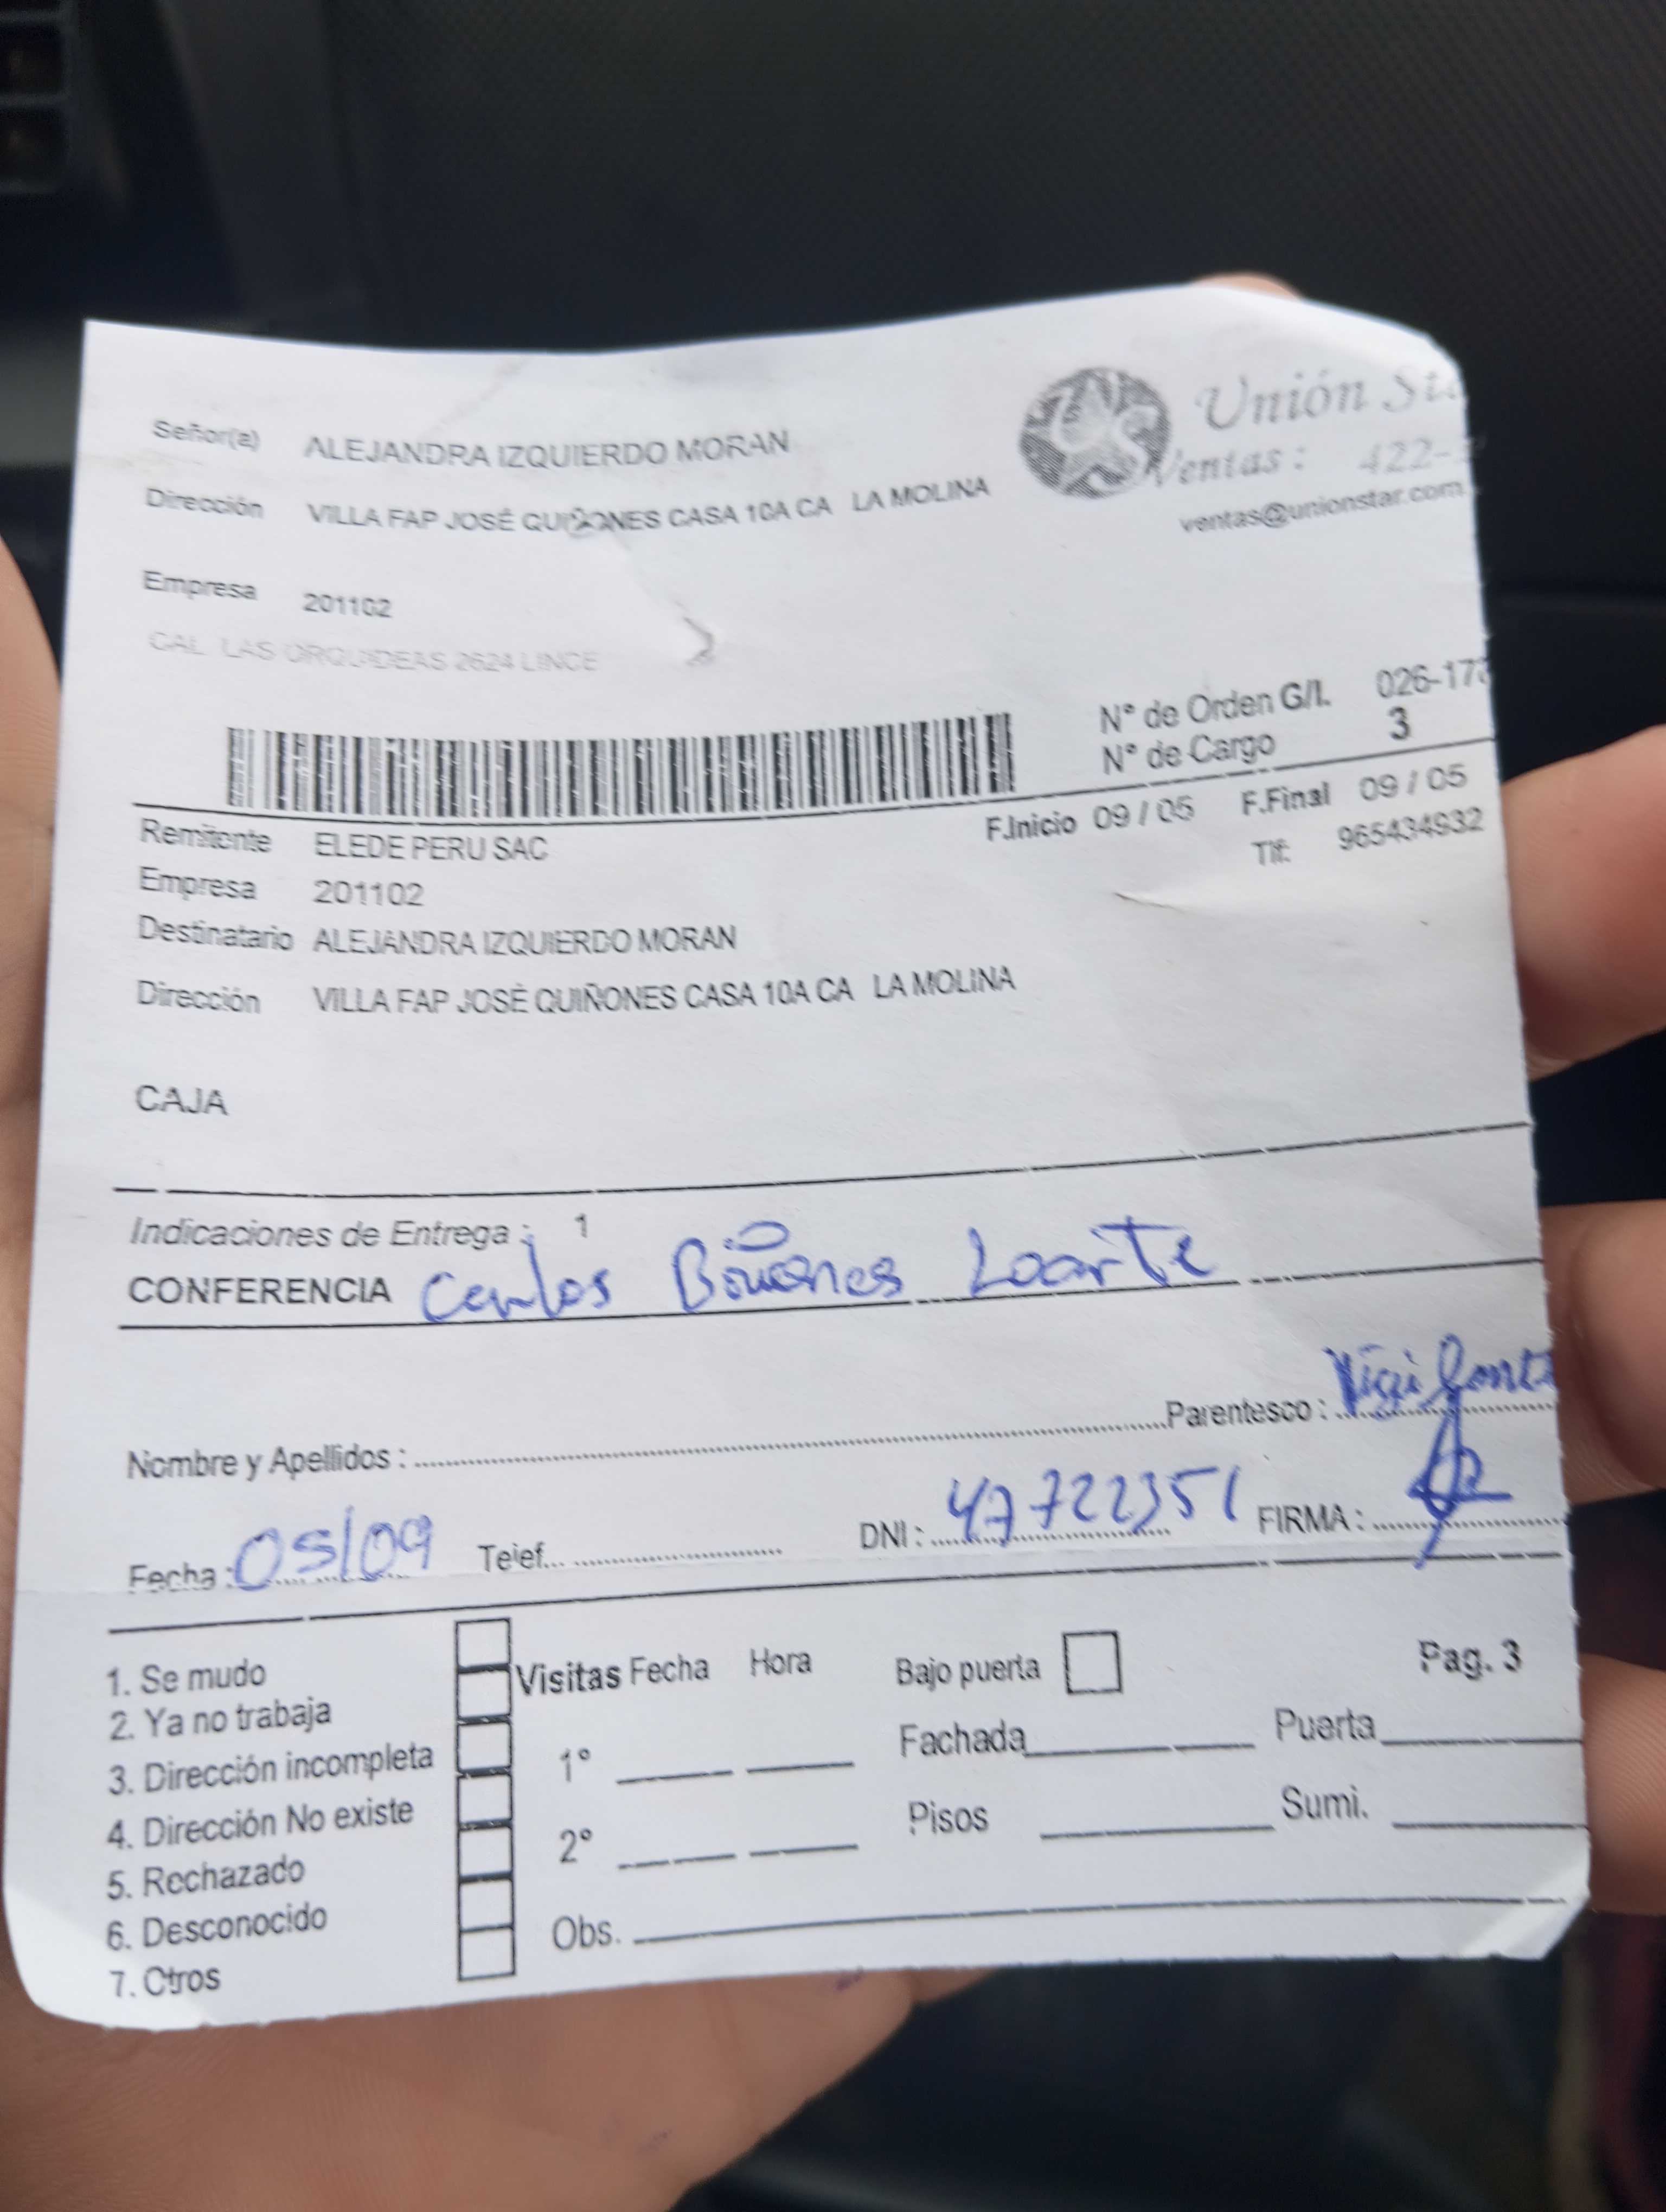 Unión
Señor(a) ALEJANDRA IZQUIERDO MORAN
Ventas: 422-
Dirección VILLA FAP JOSÉ QUIÑONES CASA 10A CA LA MOLINA
ventas@unionstar.com
Empresa 201102
CAL LAS ORQUIDEAS 2624 LINCE
N° de Orden G/I. 026-173
N° de Cargo 3
F.Inicio 09 / 05 F.Final 09 / 05
Remitente ELEDE PERU SAC
Tlf: 965434932
Empresa 201102
Destinatario ALEJANDRA IZQUIERDO MORAN
Dirección VILLA FAP JOSÉ QUIÑONES CASA 10A CA LA MOLINA
CAJA
Indicaciones de Entrega : 1
CONFERENCIA Carlos Loarte
Nombre y Apellidos : Parentesco :
Fecha : 05/09 Telef... DNI : 47722351 FIRMA :
1. Se mudo
2. Ya no trabaja
3. Dirección incompleta
4. Dirección No existe
5. Rechazado
6. Desconocido
7. Otros
Visitas Fecha Hora
1°
2°
Obs.
Bajo puerta
Pag. 3
Fachada Puerta
Pisos Sumi.